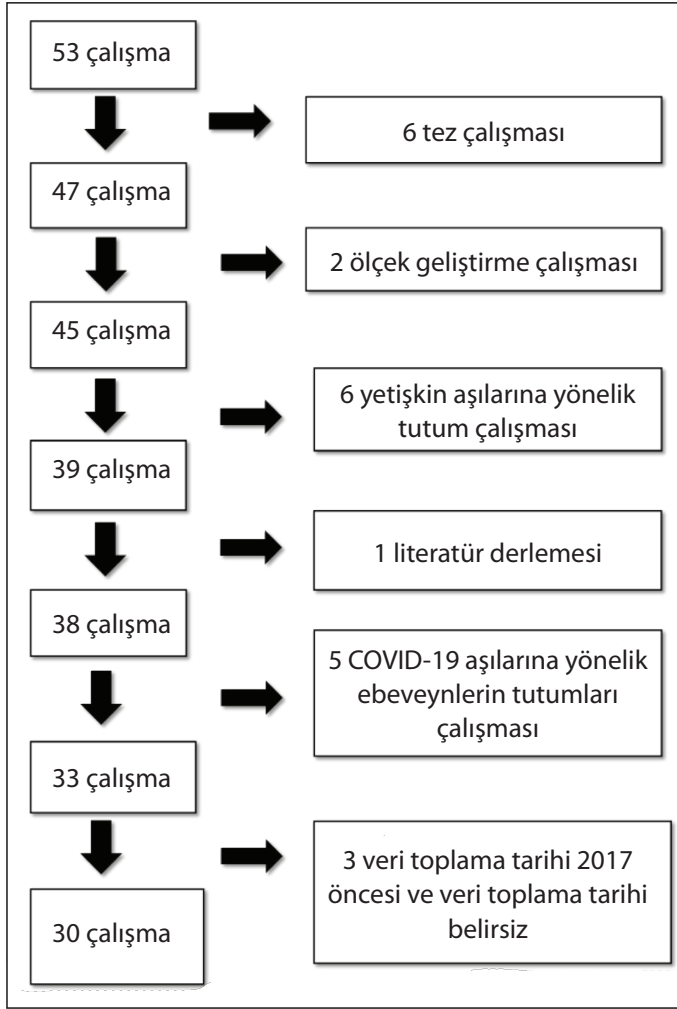 53 çalışma
6 tez çalışması
47 çalışma
2 ölçek geliştirme çalışması
45 çalışma
6 yetişkin aşılarına yönelik
tutum çalışması
39 çalışma
1 literatür derlemesi
38 çalışma
5 COVID-19 aşılarına yönelik
ebeveynlerin tutumları
çalışması
33 çalışma
3 veri toplama tarihi 2017
öncesi ve veri toplama tarihi
belirsiz
30 çalışma